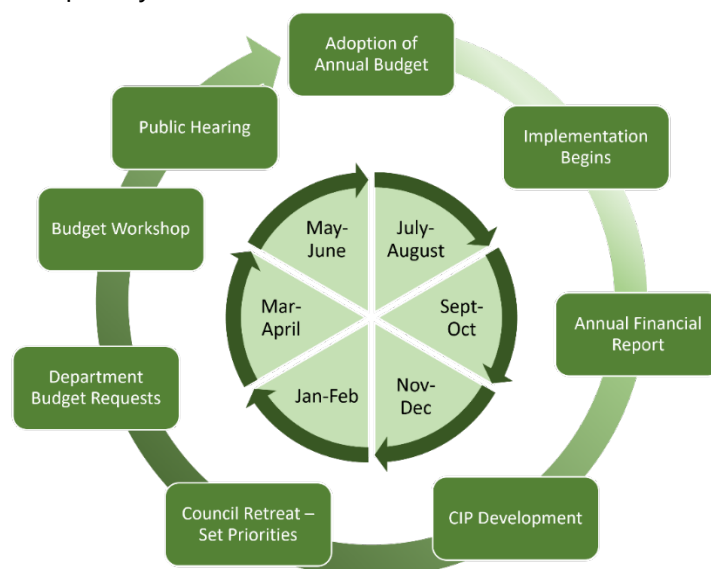 Adoption of
Annual Budget
Implementation
Begins
Annual Financial
Report
CIP Development
Council Retreat –
Set Priorities
Department
Budget Requests
Budget Workshop
Public Hearing
July-
August
Sept-
Oct
Nov-
Dec
Jan-Feb
Mar-
April
May-
June